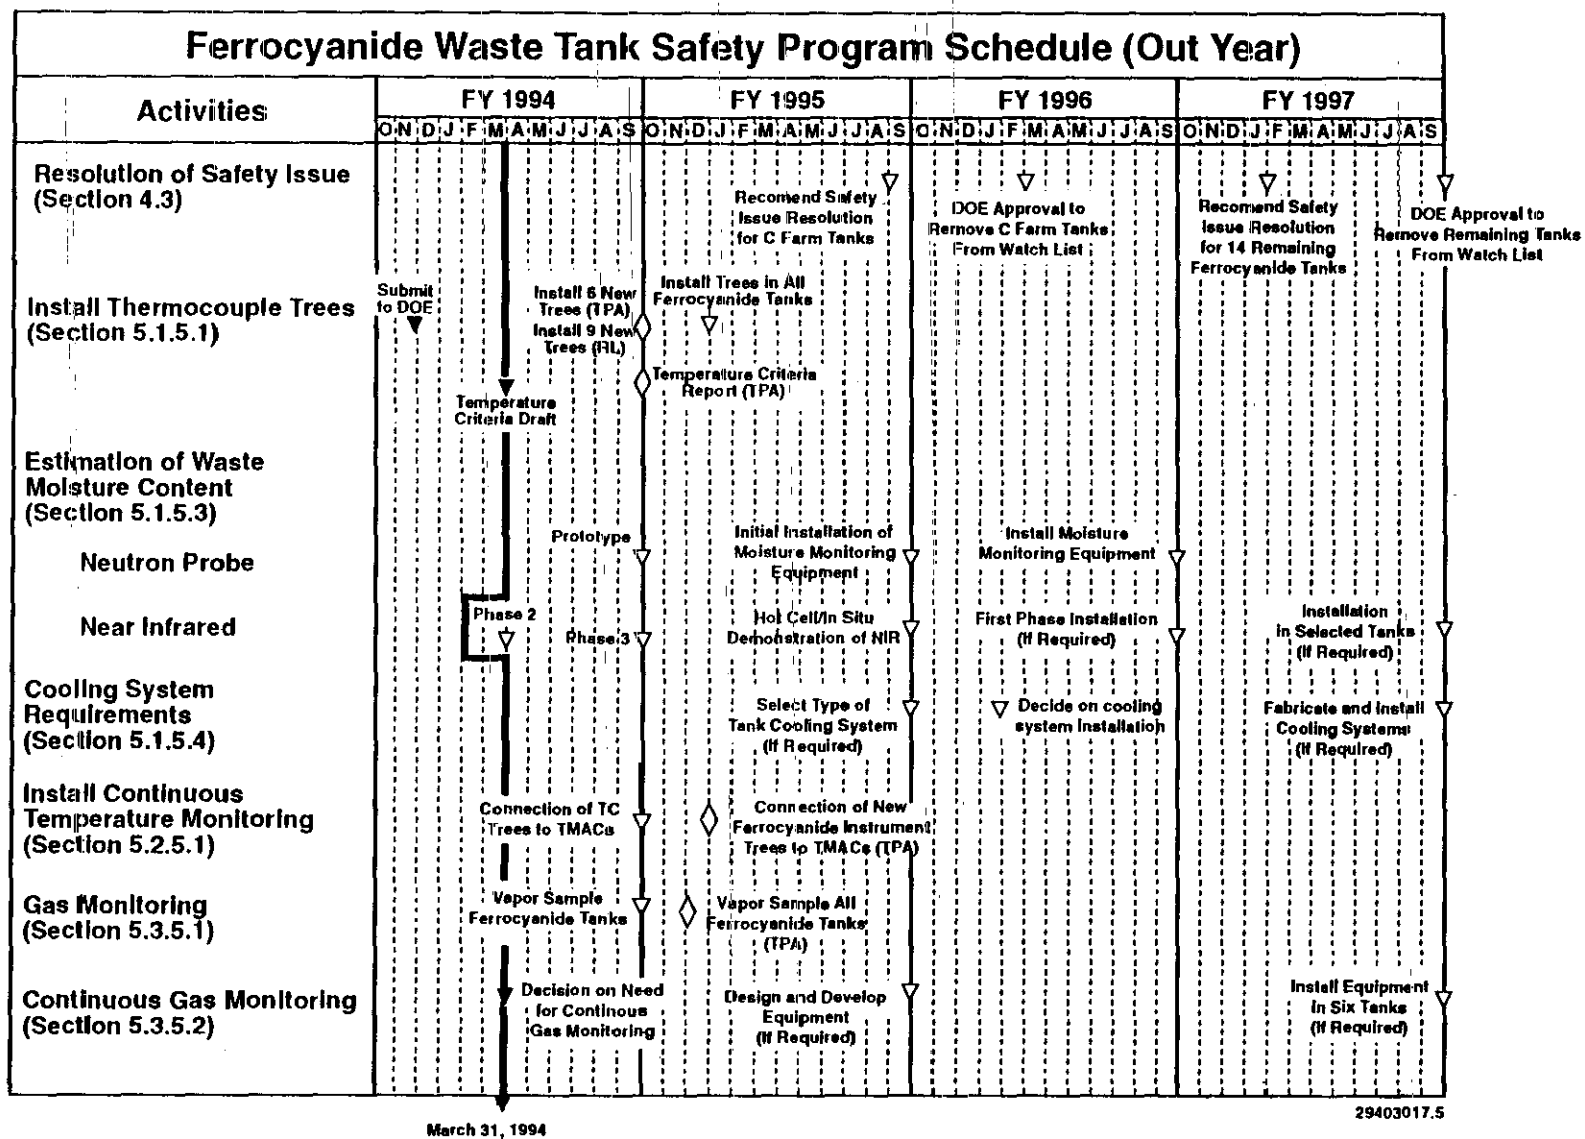 Ferrocyanide Waste Tank Safety Program Schedule (Out Year)
Activities
FY 1994
FY 1995
FY 1996
FY 1997
O N D J F M A M J J A S
O N D J F M A M J J A S
O N D J F M A M J J A S
O N D J F M A M J J A S
Resolution of Safety Issue
(Section 4.3)
Recomend Safety
Issue Resolution
for C Farm Tanks
DOE Approval to
Remove C Farm Tanks
From Watch List
Recomend Safety
Issue Resolution
for 14 Remaining
Ferrocyanide Tanks
DOE Approval to
Remove Remaining Tanks
From Watch List
Install Thermocouple Trees
(Section 5.1.5.1)
Submit
to DOE
Install 6 New
Trees (TPA)
Install 9 New
Trees (RL)
Install Trees in All
Ferrocyanide Tanks
Temperature Criteria
Report (TPA)
Temperature
Criteria Draft
Estimation of Waste
Moisture Content
(Section 5.1.5.3)
Neutron Probe
Prototype
Initial Installation of
Moisture Monitoring
Equipment
Install Moisture
Monitoring Equipment
Near Infrared
Phase 2
Phase 3
Hot Cell/In Situ
Demonstration of NIR
First Phase Installation
(If Required)
Installation
in Selected Tanks
(If Required)
Cooling System
Requirements
(Section 5.1.5.4)
Select Type of
Tank Cooling System
(If Required)
Decide on cooling
system Installation
Fabricate and Install
Cooling Systems
(If Required)
Install Continuous
Temperature Monitoring
(Section 5.2.5.1)
Connection of TC
Trees to TMACs
Connection of New
Ferrocyanide Instrument
Trees to TMACs (TPA)
Gas Monitoring
(Section 5.3.5.1)
Vapor Sample
Ferrocyanide Tanks
Vapor Sample All
Ferrocyanide Tanks
(TPA)
Continuous Gas Monitoring
(Section 5.3.5.2)
Decision on Need
for Continous
Gas Monitoring
Design and Develop
Equipment
(If Required)
Install Equipment
in Six Tanks
(If Required)
29403017.5
March 31, 1994